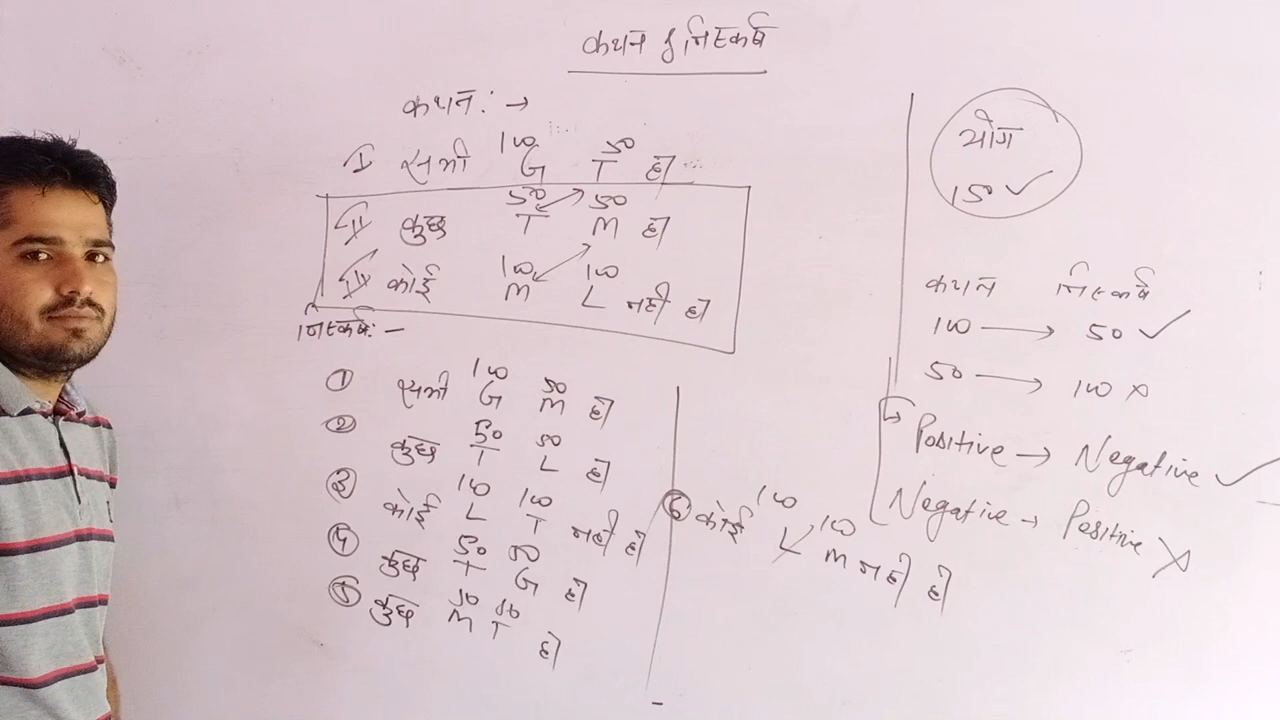 कथन & निष्कर्ष
कथन: →
I सभी G T हो
100 50
II कुछ T M हो
50 50
III कोई M L नही हो
100 100
निष्कर्ष: –
① सभी G M हो
100 50
② कुछ T L हो
50 50
③ कोई L T नही हो
100 100
④ कुछ T G हो
50 50
⑤ कुछ M T हो
50 50
⑥ कोई L M नही हो
100 100
योग
150 ✓
कथन निष्कर्ष
100 → 50 ✓
50 → 100 ×
Positive → Negative ✓
Negative → Positive ×